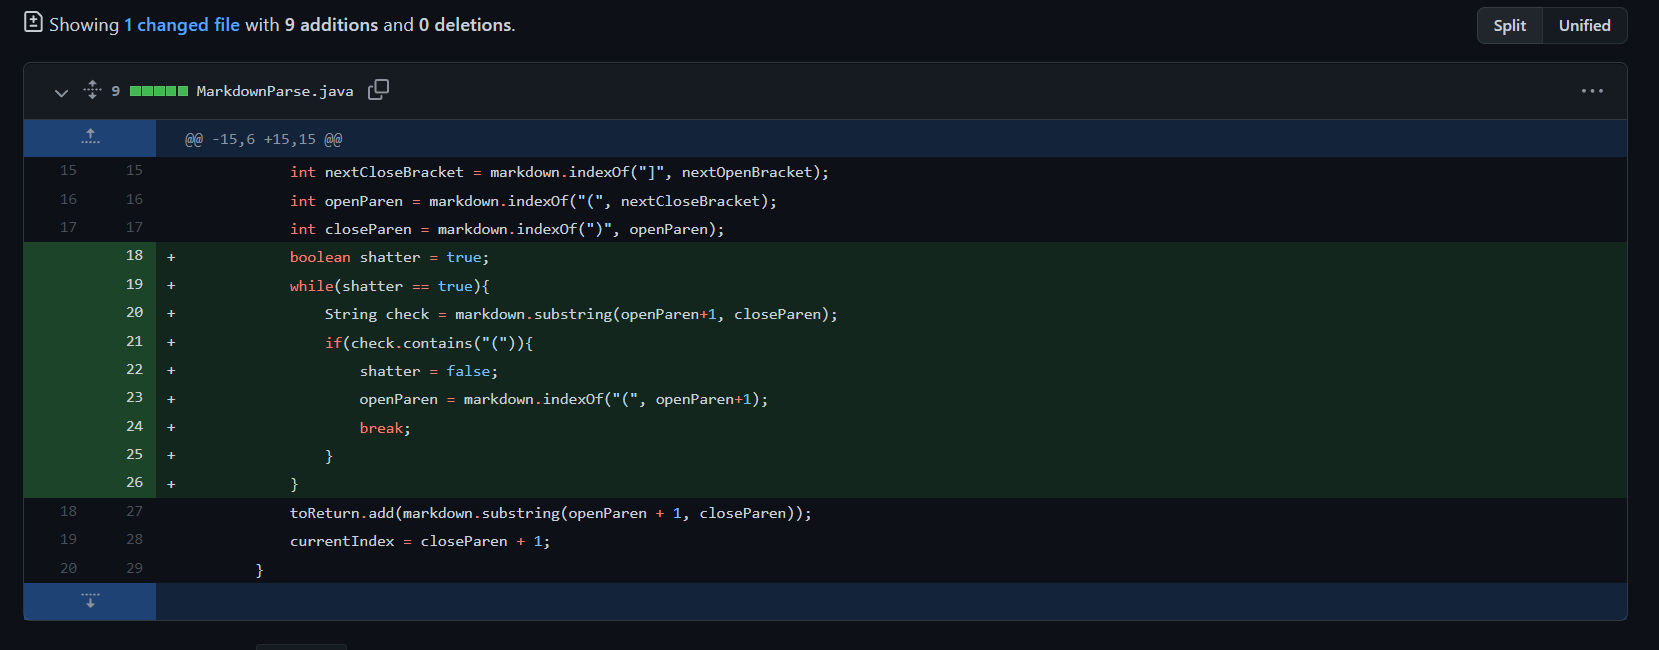 Showing 1 changed file with 9 additions and 0 deletions.
Split Unified
9 MarkdownParse.java
@@ -15,6 +15,15 @@
15 15 int nextCloseBracket = markdown.indexOf("]", nextOpenBracket);
16 16 int openParen = markdown.indexOf("(", nextCloseBracket);
17 17 int closeParen = markdown.indexOf(")", openParen);
18 + boolean shatter = true;
19 + while(shatter == true){
20 + String check = markdown.substring(openParen+1, closeParen);
21 + if(check.contains("(")){
22 + shatter = false;
23 + openParen = markdown.indexOf("(", openParen+1);
24 + break;
25 + }
26 + }
18 27 toReturn.add(markdown.substring(openParen + 1, closeParen));
19 28 currentIndex = closeParen + 1;
20 29 }